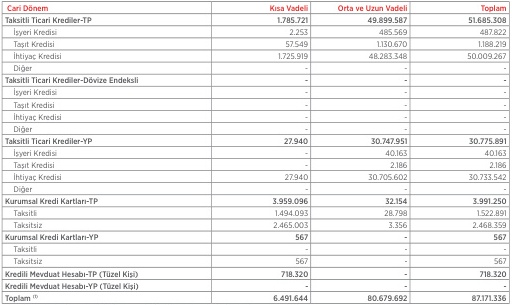 Cari Dönem Kısa Vadeli Orta ve Uzun Vadeli Toplam
Taksitli Ticari Krediler-TP 1.785.721 49.899.587 51.685.308
İşyeri Kredisi 2.253 485.569 487.822
Taşıt Kredisi 57.549 1.130.670 1.188.219
İhtiyaç Kredisi 1.725.919 48.283.348 50.009.267
Diğer - - -
Taksitli Ticari Krediler-Dövize Endeksli - - -
İşyeri Kredisi - - -
Taşıt Kredisi - - -
İhtiyaç Kredisi - - -
Diğer - - -
Taksitli Ticari Krediler-YP 27.940 30.747.951 30.775.891
İşyeri Kredisi - 40.163 40.163
Taşıt Kredisi - 2.186 2.186
İhtiyaç Kredisi 27.940 30.705.602 30.733.542
Diğer - - -
Kurumsal Kredi Kartları-TP 3.959.096 32.154 3.991.250
Taksitli 1.494.093 28.798 1.522.891
Taksitsiz 2.465.003 3.356 2.468.359
Kurumsal Kredi Kartları-YP 567 - 567
Taksitli - - -
Taksitsiz 567 - 567
Kredili Mevduat Hesabı-TP (Tüzel Kişi) 718.320 - 718.320
Kredili Mevduat Hesabı-YP (Tüzel Kişi) - - -
Toplam (1) 6.491.644 80.679.692 87.171.336